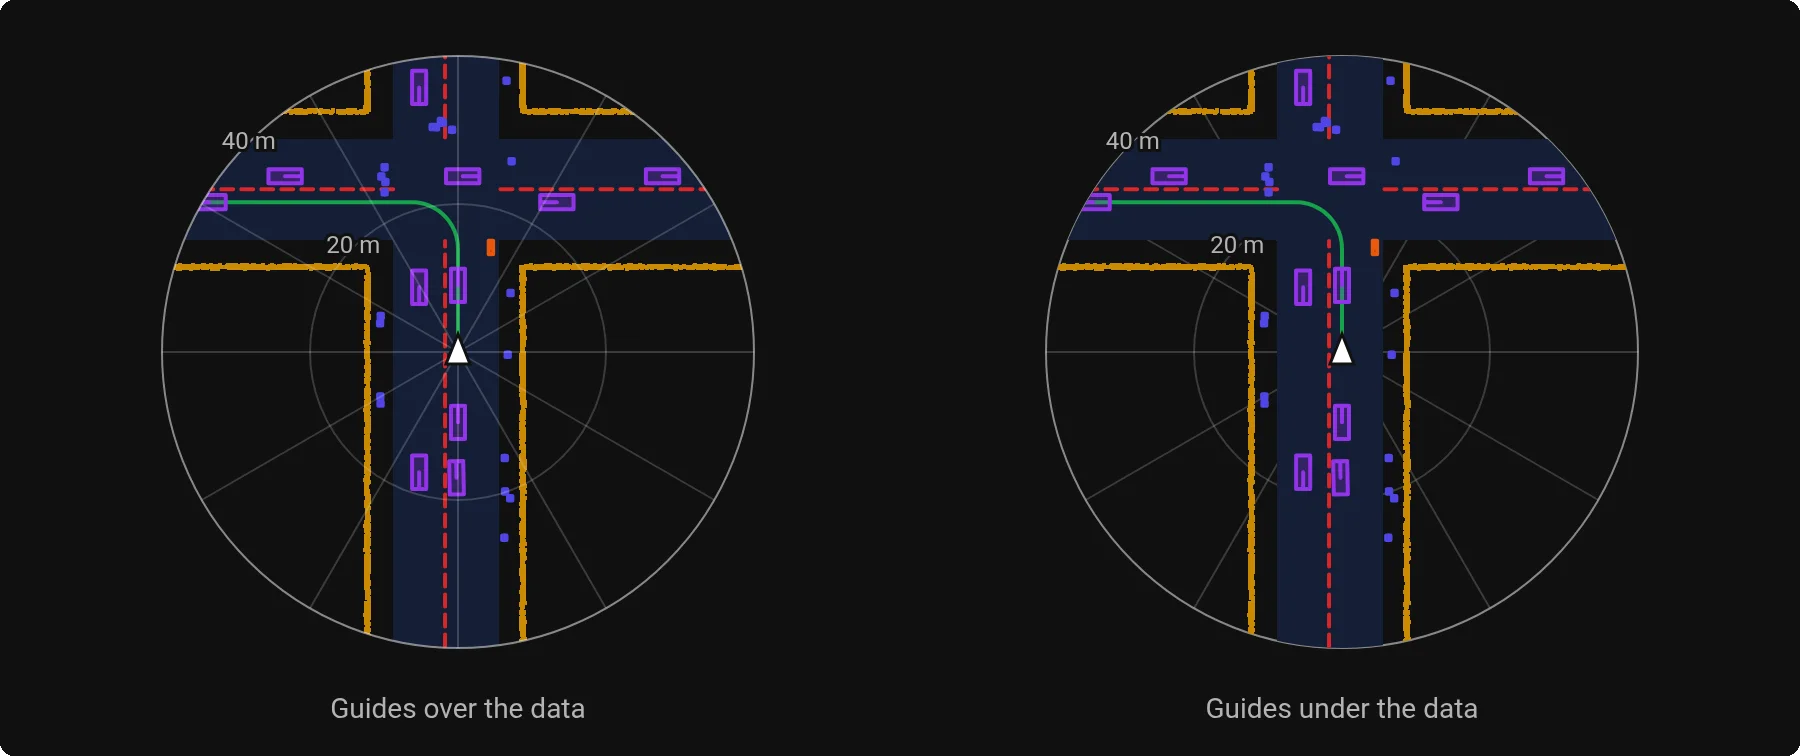 40 m
20 m
Guides over the data
40 m
20 m
Guides under the data